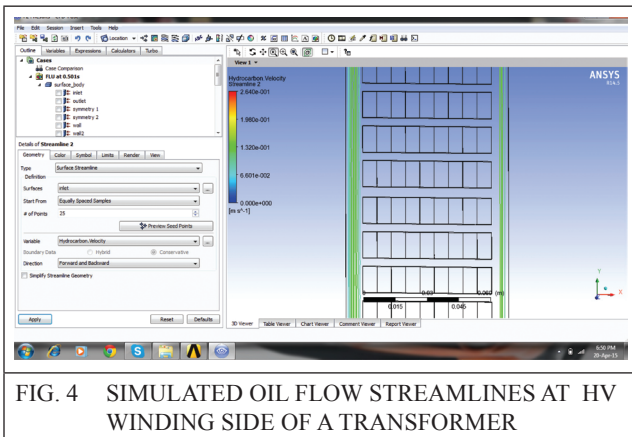 File Edit Session Insert Tools Help
Location
Outline Variables Expressions Calculators Turbo
Cases
Case Comparison
FLU at 0.501s
surface_body
inlet
outlet
symmetry 1
symmetry 2
wall
wall2
Details of Streamline 2
Geometry Color Symbol Limits Render View
Type Surface Streamline
Definition
Surfaces inlet ...
Start From Equally Spaced Samples
# of Points 25
Preview Seed Points
Variable Hydrocarbon.Velocity ...
Boundary Data Hybrid Conservative
Direction Forward and Backward
Simplify Streamline Geometry
Apply Reset Defaults
View 1
Hydrocarbon Velocity
Streamline 2
2.640e-001
1.980e-001
1.320e-001
6.601e-002
0.000e+000
[m s^-1]
ANSYS
R14.5
0 0.03 0.060 (m)
0.015 0.045
Y
X
3D Viewer Table Viewer Chart Viewer Comment Viewer Report Viewer
6:50 PM
20-Apr-15
FIG. 4 SIMULATED OIL FLOW STREAMLINES AT HV
WINDING SIDE OF A TRANSFORMER